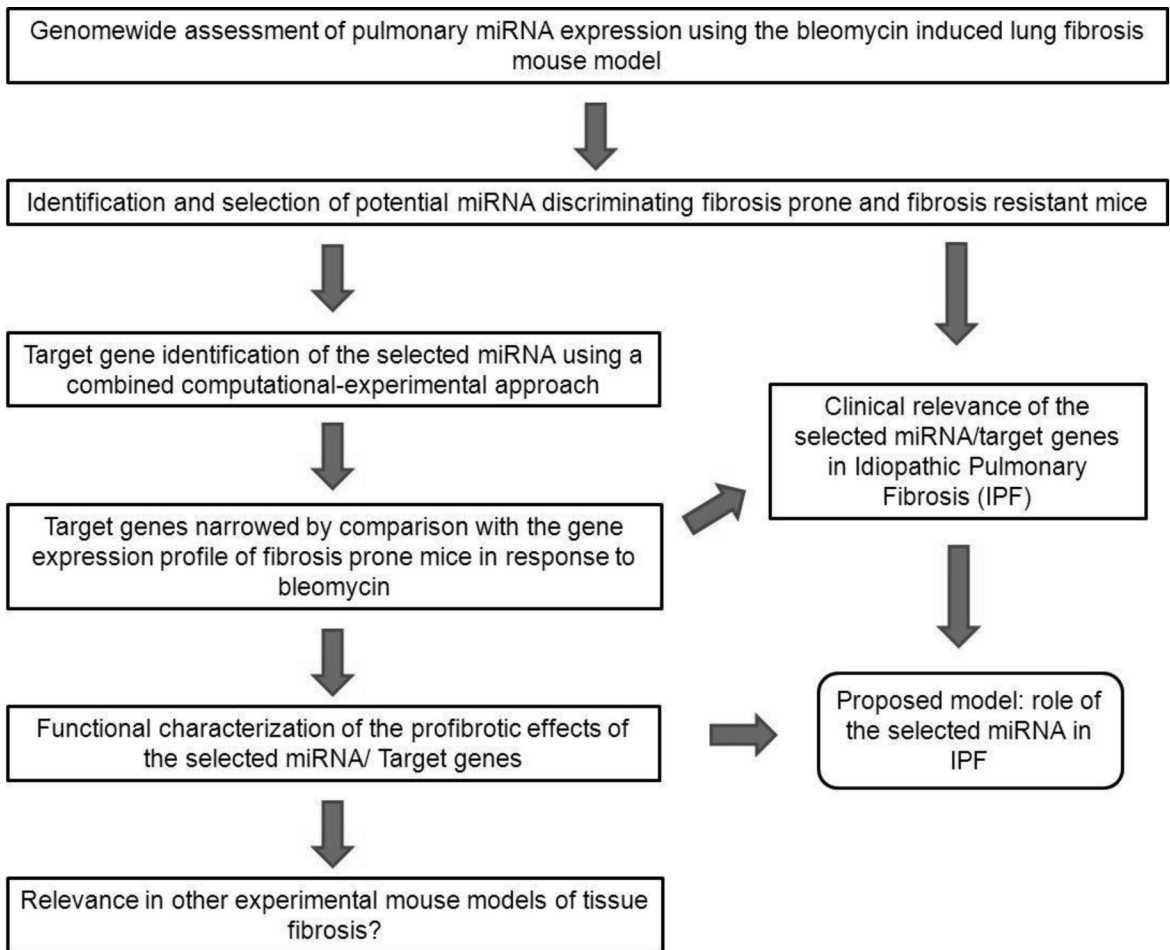 Genomewide assessment of pulmonary miRNA expression using the bleomycin induced lung fibrosis
mouse model
Identification and selection of potential miRNA discriminating fibrosis prone and fibrosis resistant mice
Target gene identification of the selected miRNA using a
combined computational-experimental approach
Clinical relevance of the
selected miRNA/target genes
in Idiopathic Pulmonary
Fibrosis (IPF)
Target genes narrowed by comparison with the gene
expression profile of fibrosis prone mice in response to
bleomycin
Functional characterization of the profibrotic effects of
the selected miRNA/ Target genes
Proposed model: role of
the selected miRNA in
IPF
Relevance in other experimental mouse models of tissue
fibrosis?